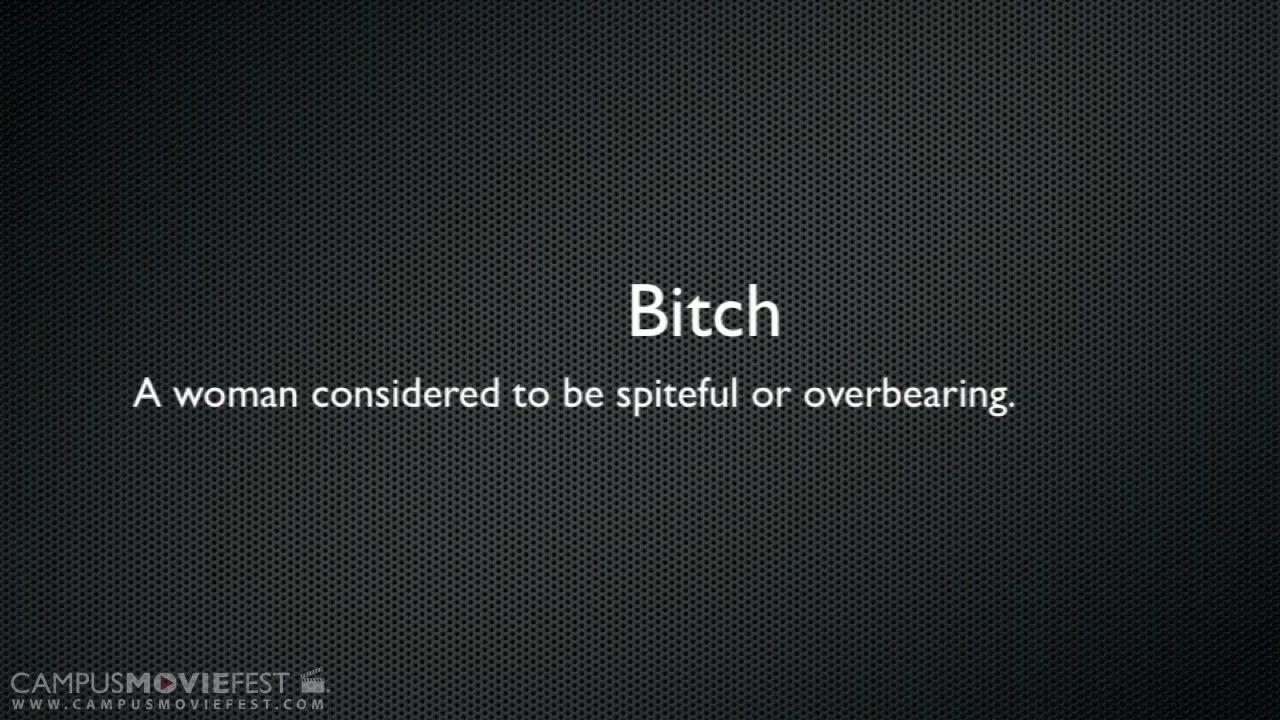 Bitch
A woman considered to be spiteful or overbearing.
CAMPUSMOVIEFEST
WWW.CAMPUSMOVIEFEST.COM